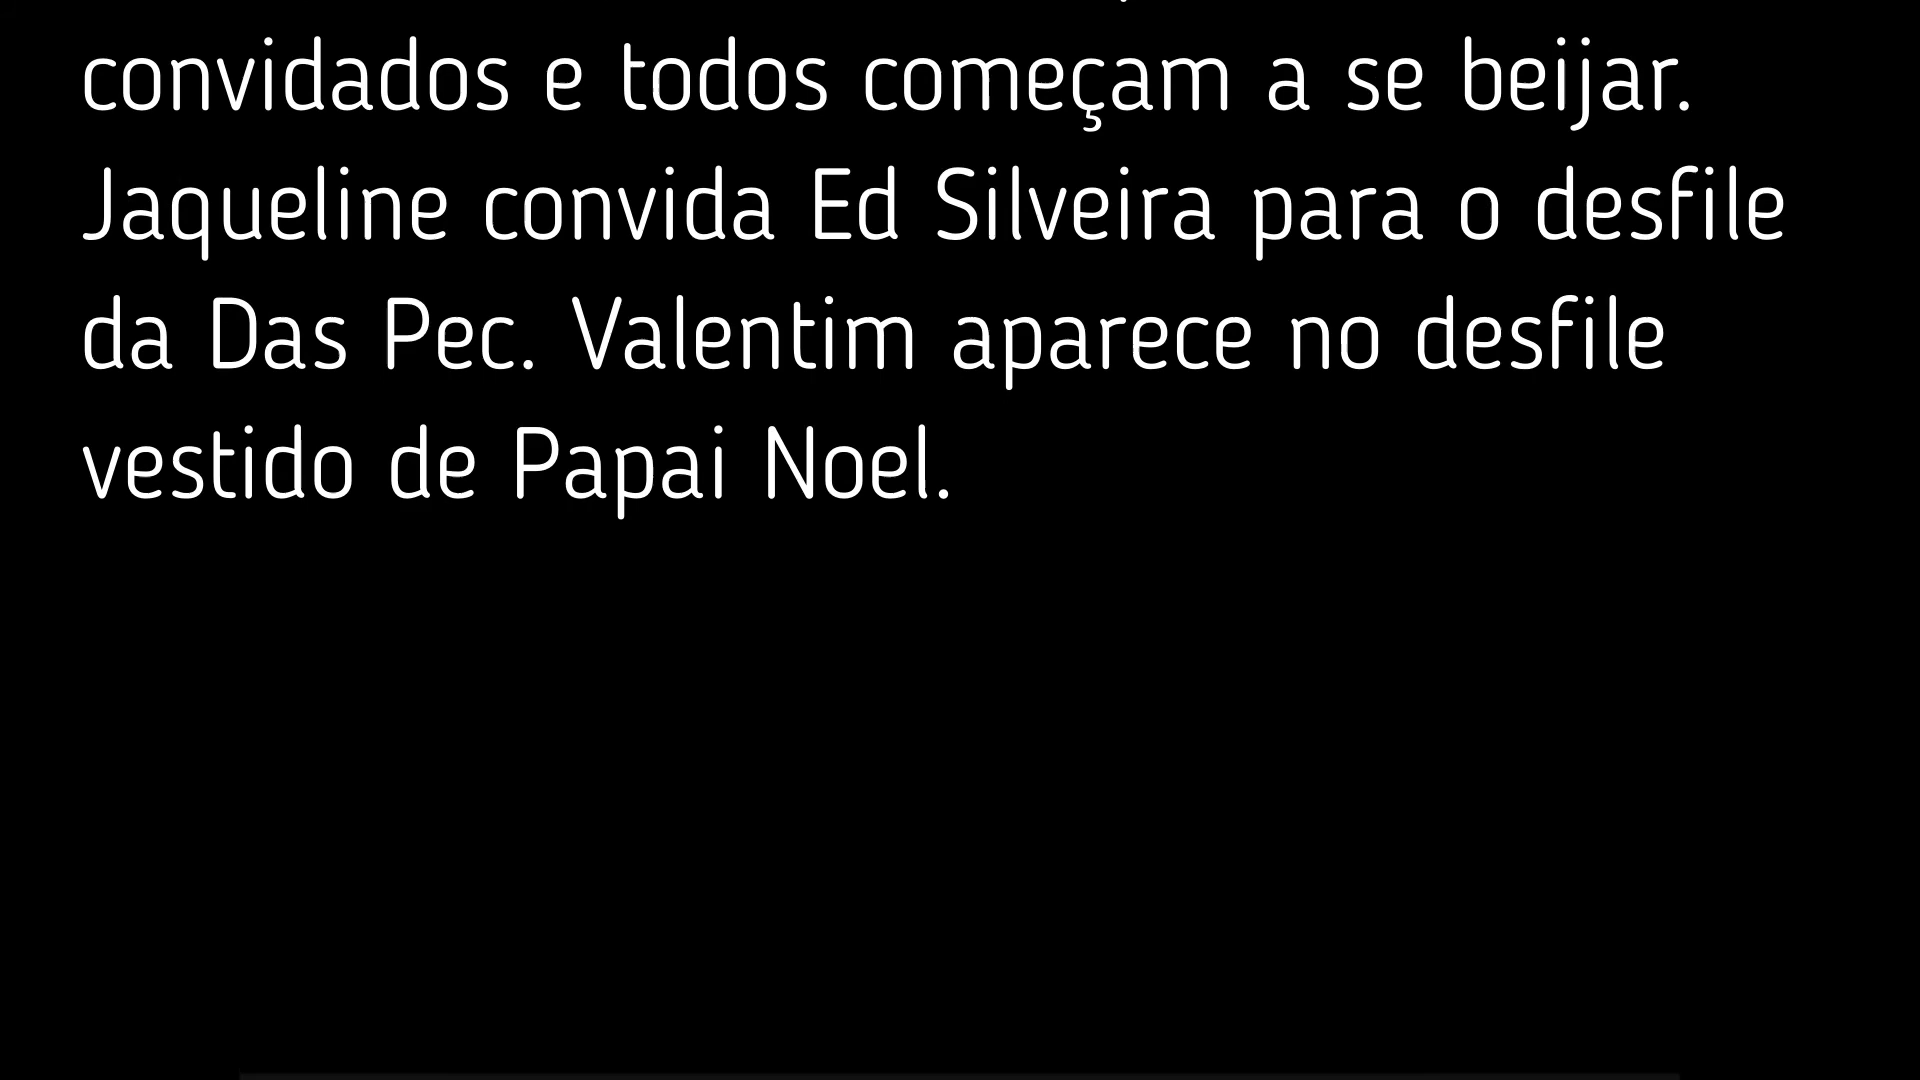 convidados e todos começam a se beijar.
Jaqueline convida Ed Silveira para o desfile
da Das Pec. Valentim aparece no desfile
vestido de Papai Noel.